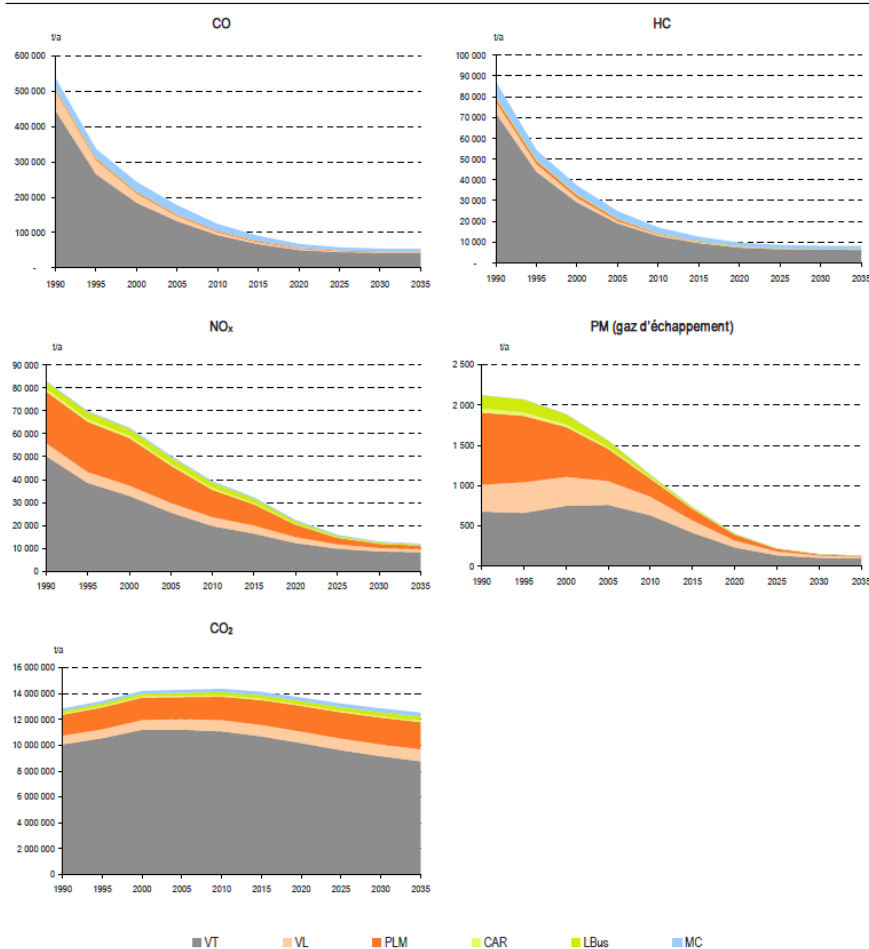 CO
t/a
600 000
500 000
400 000
300 000
200 000
100 000
-
1990 1995 2000 2005 2010 2015 2020 2025 2030 2035
HC
t/a
100 000
90 000
80 000
70 000
60 000
50 000
40 000
30 000
20 000
10 000
-
1990 1995 2000 2005 2010 2015 2020 2025 2030 2035
NOₓ
t/a
90 000
80 000
70 000
60 000
50 000
40 000
30 000
20 000
10 000
0
1990 1995 2000 2005 2010 2015 2020 2025 2030 2035
PM (gaz d'échappement)
t/a
2 500
2 000
1 500
1 000
500
0
1990 1995 2000 2005 2010 2015 2020 2025 2030 2035
CO₂
t/a
16 000 000
14 000 000
12 000 000
10 000 000
8 000 000
6 000 000
4 000 000
2 000 000
0
1990 1995 2000 2005 2010 2015 2020 2025 2030 2035
VT VL PLM CAR LBus MC